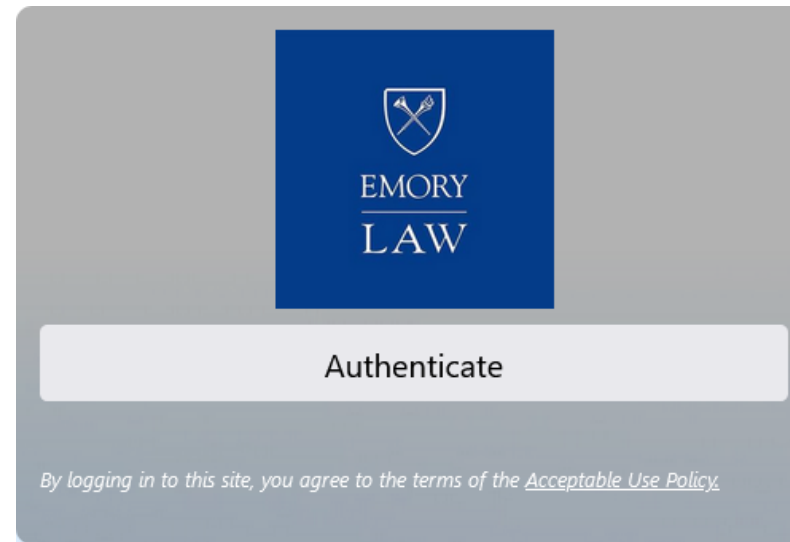 EMORY
LAW
Authenticate
By logging in to this site, you agree to the terms of the Acceptable Use Policy.